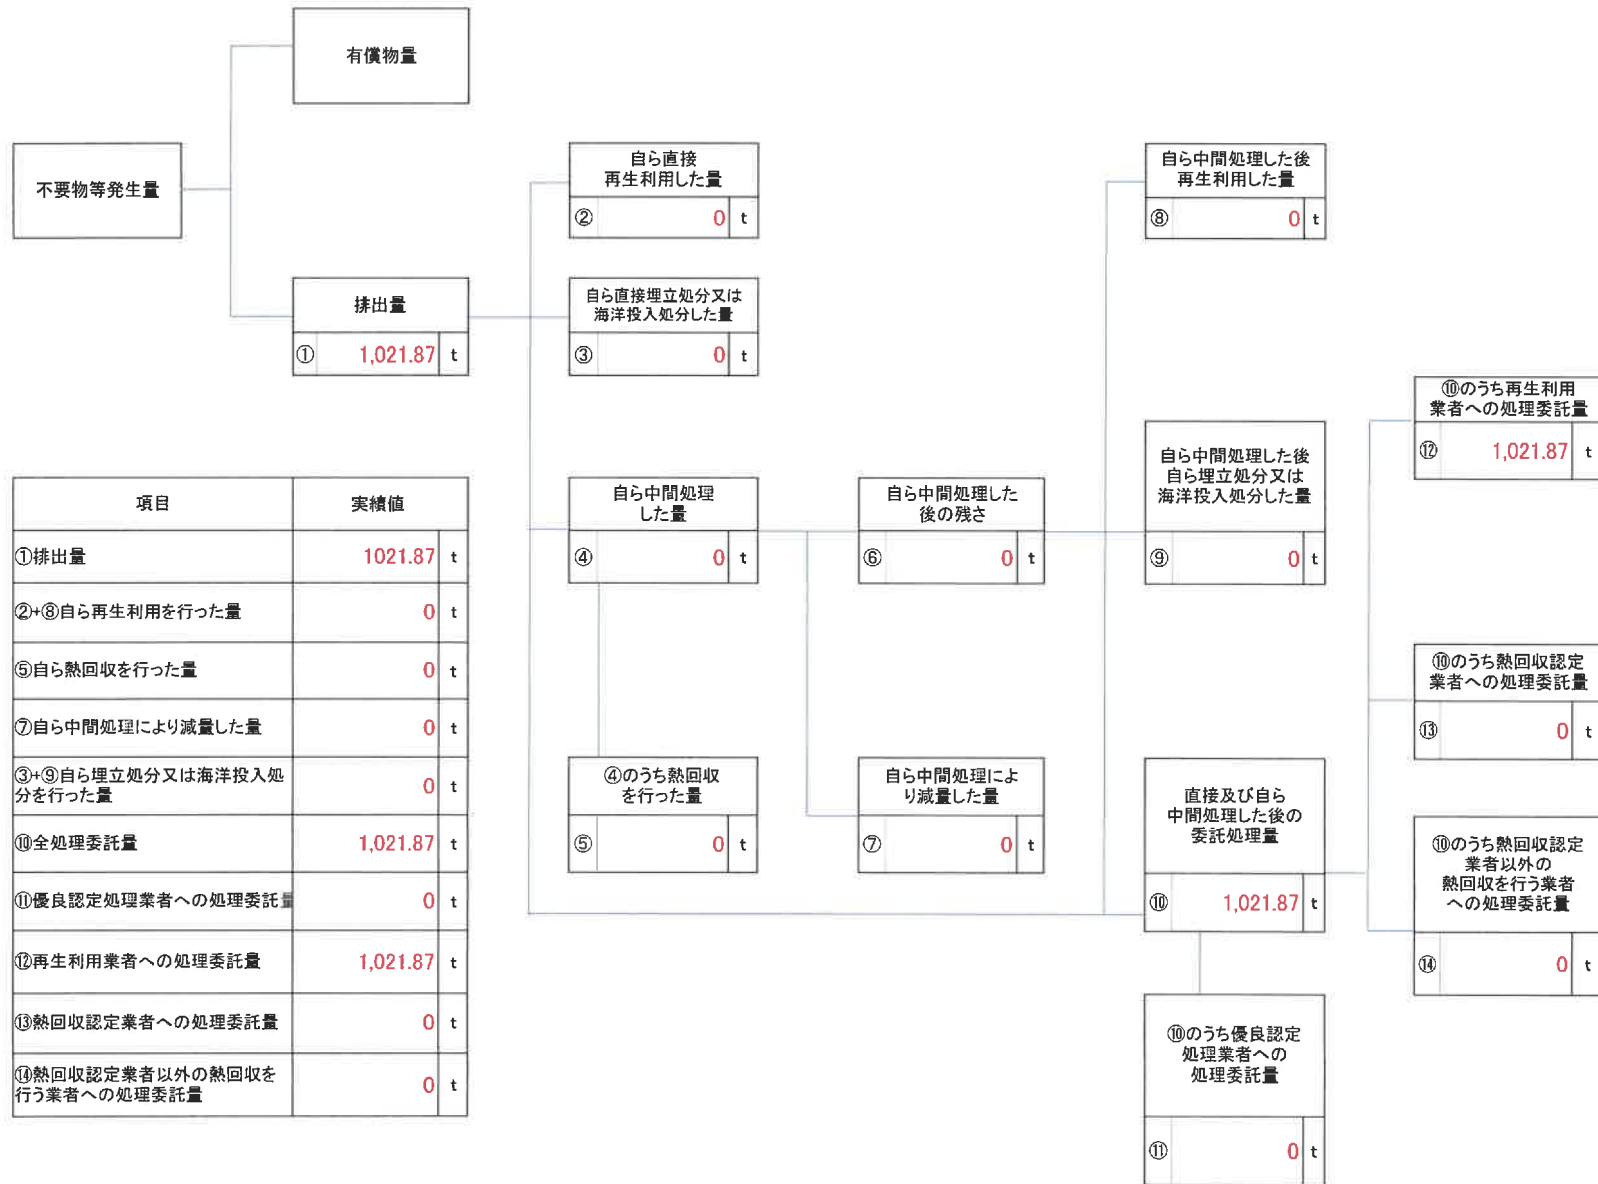 有償物量
不要物等発生量
排出量
① 1,021.87 t
自ら直接
再生利用した量
② 0 t
自ら直接埋立処分又は
海洋投入処分した量
③ 0 t
自ら中間処理
した量
④ 0 t
④のうち熱回収
を行った量
⑤ 0 t
自ら中間処理した
後の残さ
⑥ 0 t
自ら中間処理によ
り減量した量
⑦ 0 t
自ら中間処理した後
再生利用した量
⑧ 0 t
自ら中間処理した後
自ら埋立処分又は
海洋投入処分した量
⑨ 0 t
直接及び自ら
中間処理した後の
委託処理量
⑩ 1,021.87 t
⑩のうち優良認定
処理業者への
処理委託量
⑪ 0 t
⑩のうち再生利用
業者への処理委託量
⑫ 1,021.87 t
⑩のうち熱回収認定
業者への処理委託量
⑬ 0 t
⑩のうち熱回収認定
業者以外の
熱回収を行う業者
への処理委託量
⑭ 0 t
項目 実績値
①排出量 1021.87 t
②+⑧自ら再生利用を行った量 0 t
⑤自ら熱回収を行った量 0 t
⑦自ら中間処理により減量した量 0 t
③+⑨自ら埋立処分又は海洋投入処
分を行った量 0 t
⑩全処理委託量 1,021.87 t
⑪優良認定処理業者への処理委託量 0 t
⑫再生利用業者への処理委託量 1,021.87 t
⑬熱回収認定業者への処理委託量 0 t
⑭熱回収認定業者以外の熱回収を
行う業者への処理委託量 0 t